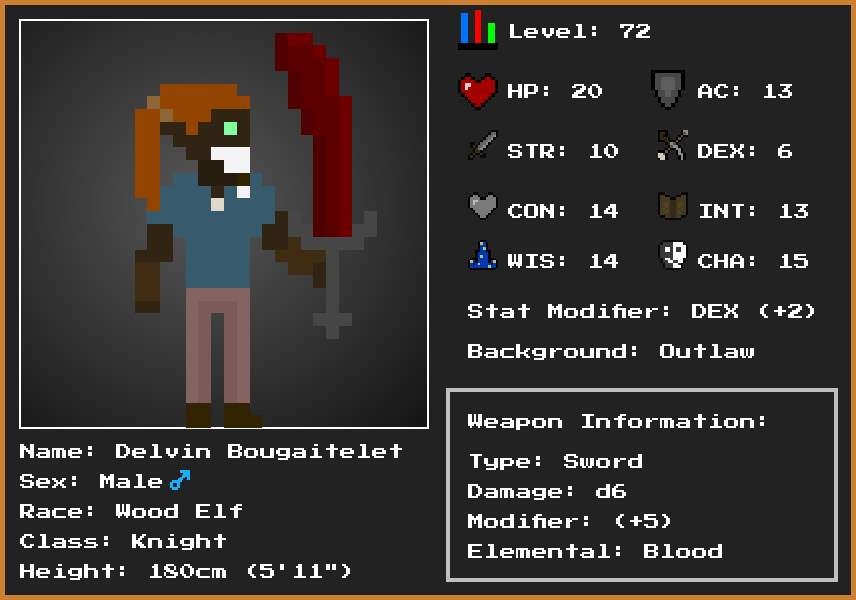 Level: 72
HP: 20
AC: 13
STR: 10
DEX: 6
CON: 14
INT: 13
WIS: 14
CHA: 15
Stat Modifier: DEX (+2)
Background: Outlaw
Weapon Information:
Type: Sword
Damage: d6
Modifier: (+5)
Elemental: Blood
Name: Delvin Bougaitelet
Sex: Male♂
Race: Wood Elf
Class: Knight
Height: 180cm (5'11")